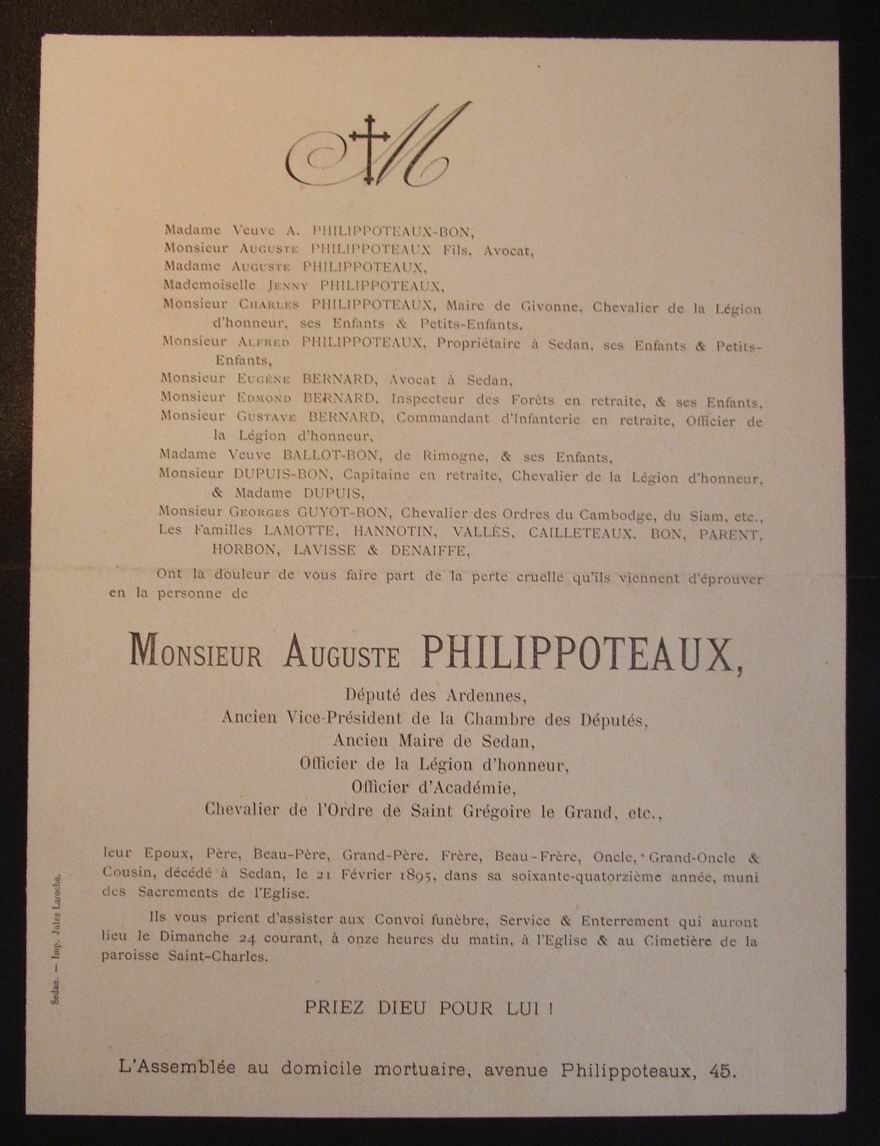 M
Madame Veuve A. PHILIPPOTEAUX-BON,
Monsieur AUGUSTE PHILIPPOTEAUX Fils, Avocat,
Madame AUGUSTE PHILIPPOTEAUX,
Mademoiselle JENNY PHILIPPOTEAUX,
Monsieur CHARLES PHILIPPOTEAUX, Maire de Givonne, Chevalier de la Légion
d'honneur, ses Enfants & Petits-Enfants,
Monsieur ALFRED PHILIPPOTEAUX, Propriétaire à Sedan, ses Enfants & Petits-
Enfants,
Monsieur EUGÈNE BERNARD, Avocat à Sedan,
Monsieur EDMOND BERNARD, Inspecteur des Forêts en retraite, & ses Enfants,
Monsieur GUSTAVE BERNARD, Commandant d'Infanterie en retraite, Officier de
la Légion d'honneur,
Madame Veuve BALLOT-BON, de Rimogne, & ses Enfants,
Monsieur DUPUIS-BON, Capitaine en retraite, Chevalier de la Légion d'honneur,
& Madame DUPUIS,
Monsieur GEORGES GUYOT-BON, Chevalier des Ordres du Cambodge, du Siam, etc.,
Les Familles LAMOTTE, HANNOTIN, VALLÈS, CAILLETEAUX. BON, PARENT,
HORBON, LAVISSE & DENAIFFE,
Ont la douleur de vous faire part de la perte cruelle qu'ils viennent d'éprouver
en la personne de
MONSIEUR AUGUSTE PHILIPPOTEAUX,
Député des Ardennes,
Ancien Vice-Président de la Chambre des Députés,
Ancien Maire de Sedan,
Officier de la Légion d'honneur,
Officier d'Académie,
Chevalier de l'Ordre de Saint Grégoire le Grand, etc.,
leur Epoux, Père, Beau-Père, Grand-Père. Frère, Beau-Frère, Oncle, Grand-Oncle &
Cousin, décédé à Sedan, le 21 Février 1895, dans sa soixante-quatorzième année, muni
des Sacrements de l'Eglise.
Ils vous prient d'assister aux Convoi funèbre, Service & Enterrement qui auront
lieu le Dimanche 24 courant, à onze heures du matin, à l'Eglise & au Cimetière de la
paroisse Saint-Charles.
PRIEZ DIEU POUR LUI !
L'Assemblée au domicile mortuaire, avenue Philippoteaux, 45.
Sedan. — Imp. Jules Laroche.